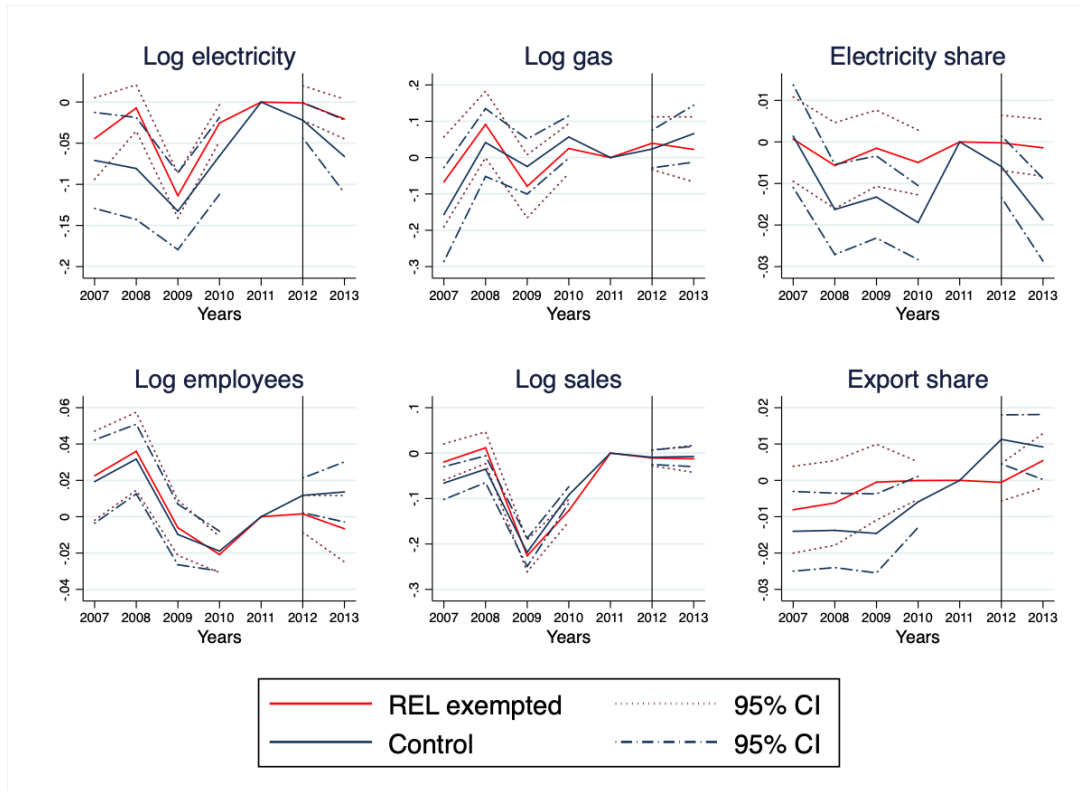 Log electricity
0
-.05
-.1
-.15
-.2
2007 2008 2009 2010 2011 2012 2013
Years
Log gas
.2
.1
0
-.1
-.2
-.3
2007 2008 2009 2010 2011 2012 2013
Years
Electricity share
.01
0
-.01
-.02
-.03
2007 2008 2009 2010 2011 2012 2013
Years
Log employees
.06
.04
.02
0
-.02
-.04
2007 2008 2009 2010 2011 2012 2013
Years
Log sales
.1
0
-.1
-.2
-.3
2007 2008 2009 2010 2011 2012 2013
Years
Export share
.02
.01
0
-.01
-.02
-.03
2007 2008 2009 2010 2011 2012 2013
Years
REL exempted 95% CI
Control 95% CI